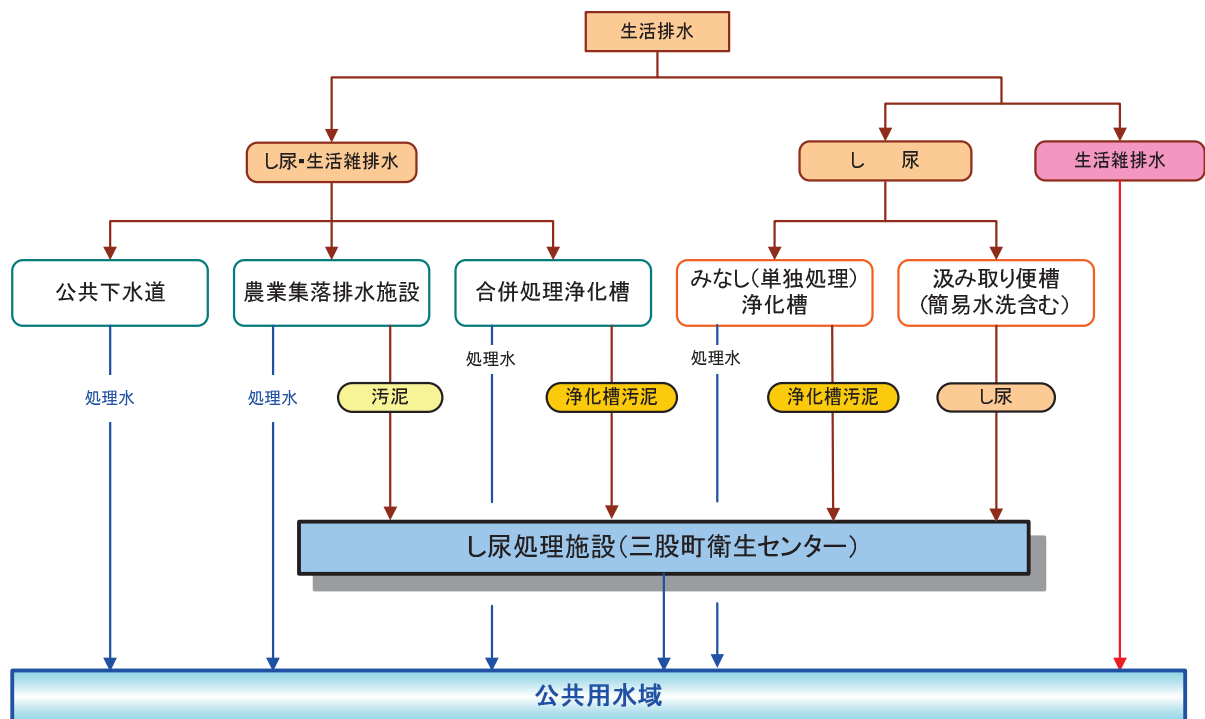 生活排水
し尿・生活雑排水
し　尿
生活雑排水
公共下水道
農業集落排水施設
合併処理浄化槽
みなし（単独処理）
浄化槽
汲み取り便槽
（簡易水洗含む）
処理水
処理水
汚泥
処理水
浄化槽汚泥
処理水
浄化槽汚泥
し尿
し尿処理施設（三股町衛生センター）
公共用水域